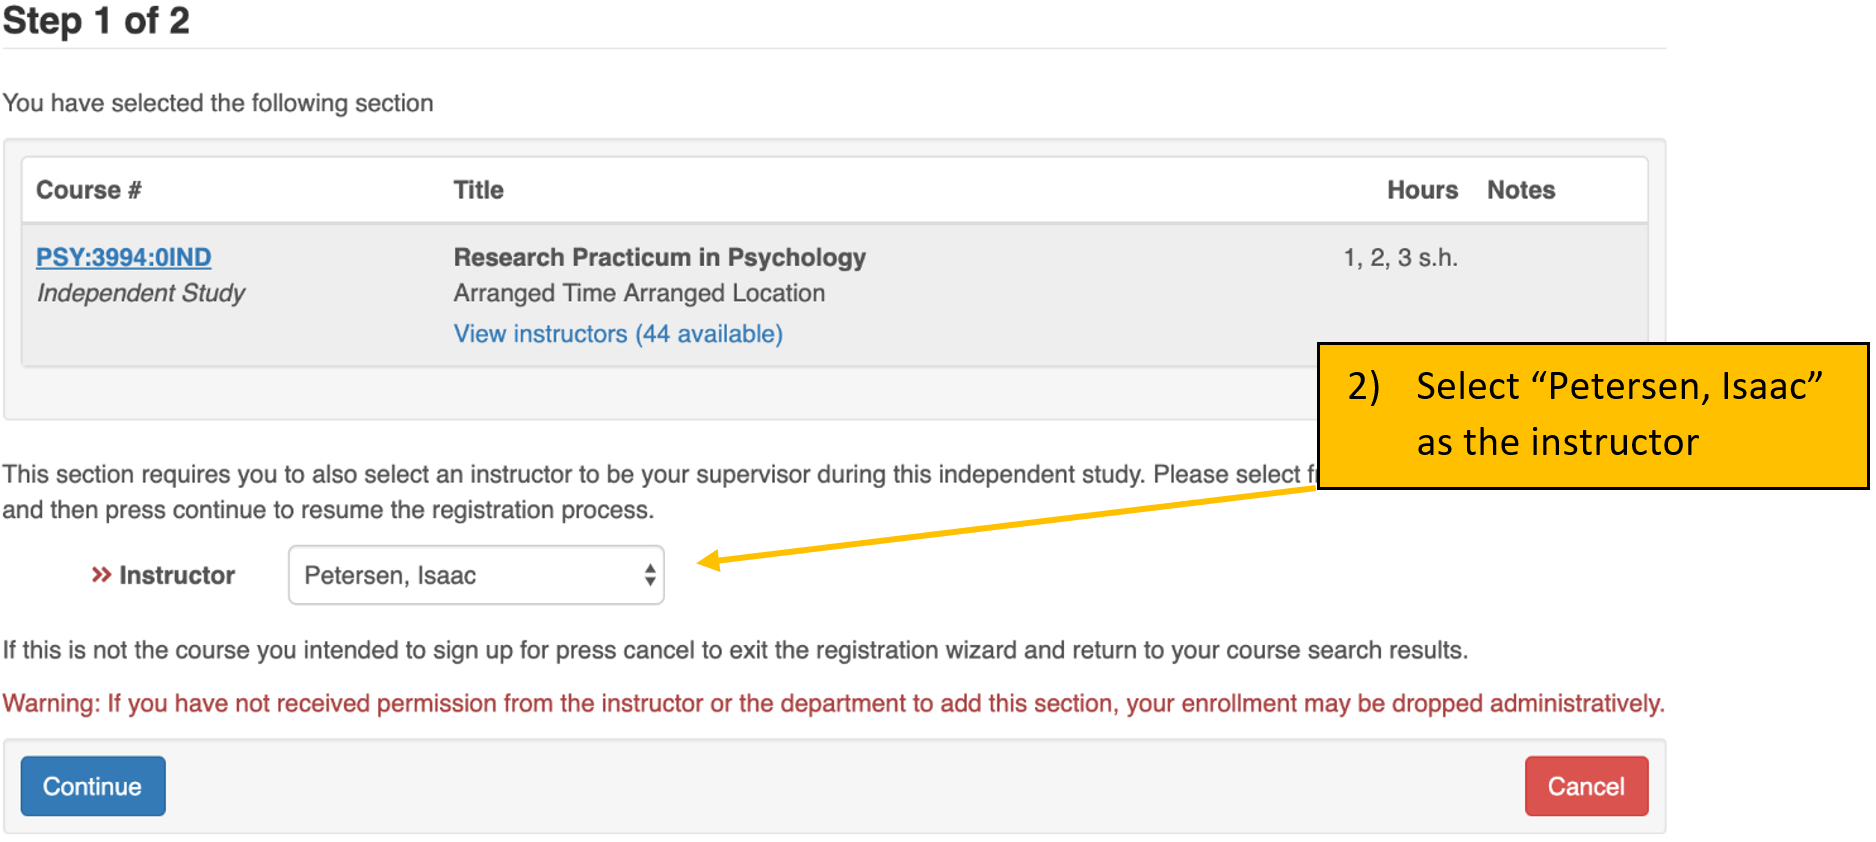 Step 1 of 2
You have selected the following section
Course # Title Hours Notes
PSY:3994:0IND Research Practicum in Psychology 1, 2, 3 s.h.
Independent Study Arranged Time Arranged Location
View instructors (44 available)
2) Select “Petersen, Isaac”
as the instructor
This section requires you to also select an instructor to be your supervisor during this independent study. Please select
and then press continue to resume the registration process.
» Instructor Petersen, Isaac
If this is not the course you intended to sign up for press cancel to exit the registration wizard and return to your course search results.
Warning: If you have not received permission from the instructor or the department to add this section, your enrollment may be dropped administratively.
Continue Cancel